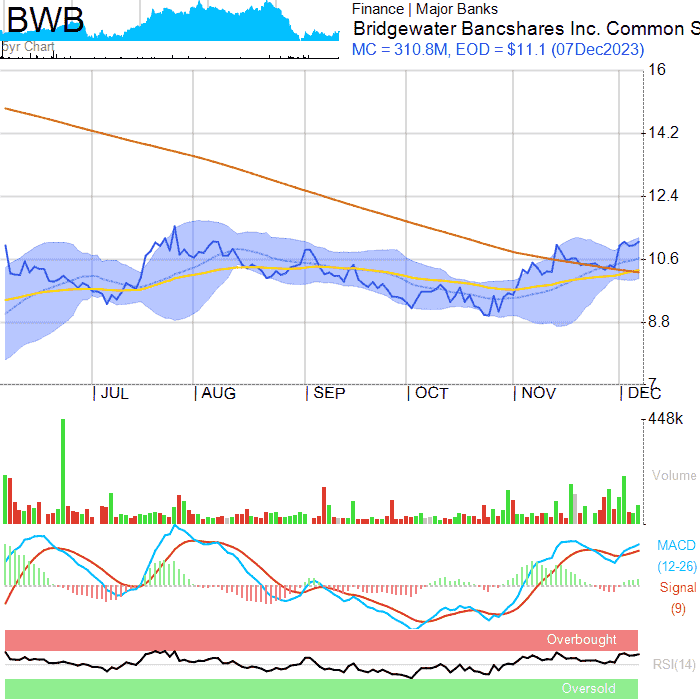 BWB
Finance | Major Banks
Bridgewater Bancshares Inc. Common S
MC = 310.8M, EOD = $11.1 (07Dec2023)
Chart
16
14.2
12.4
10.6
8.8
7
JUL
AUG
SEP
OCT
NOV
DEC
448k
Volume
MACD
(12-26)
Signal
(9)
Overbought
RSI(14)
Oversold